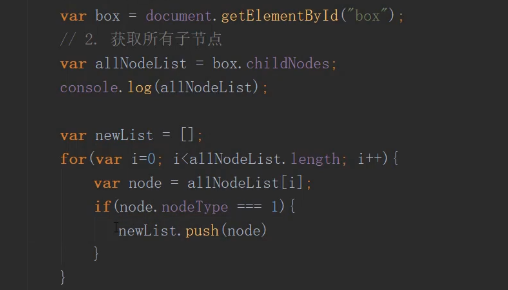 var box = document.getElementById("box");
// 2. 获取所有子节点
var allNodeList = box.childNodes;
console.log(allNodeList);
var newList = [];
for(var i=0; i<allNodeList.length; i++){
var node = allNodeList[i];
if(node.nodeType === 1){
newList.push(node)
}
}